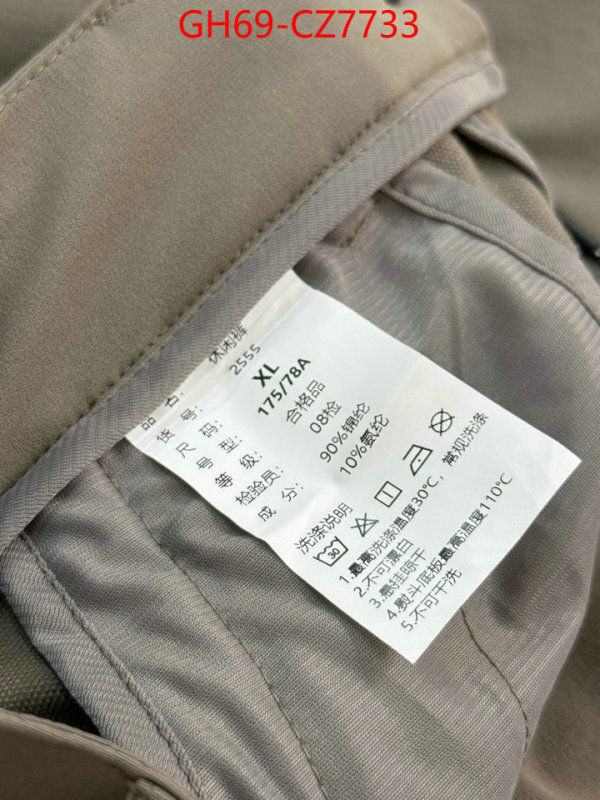 GH69-CZ7733
品名: 休闲裤
货号: 2555
尺码: XL
号型: 175/78A
等级: 合格品
检验员: 08检
成分: 90%锦纶
10%氨纶
洗涤说明
30
1.最高洗涤温度30℃，常规洗涤
2.不可漂白
3.悬挂晾干
4.熨斗底板最高温度110℃
5.不可干洗